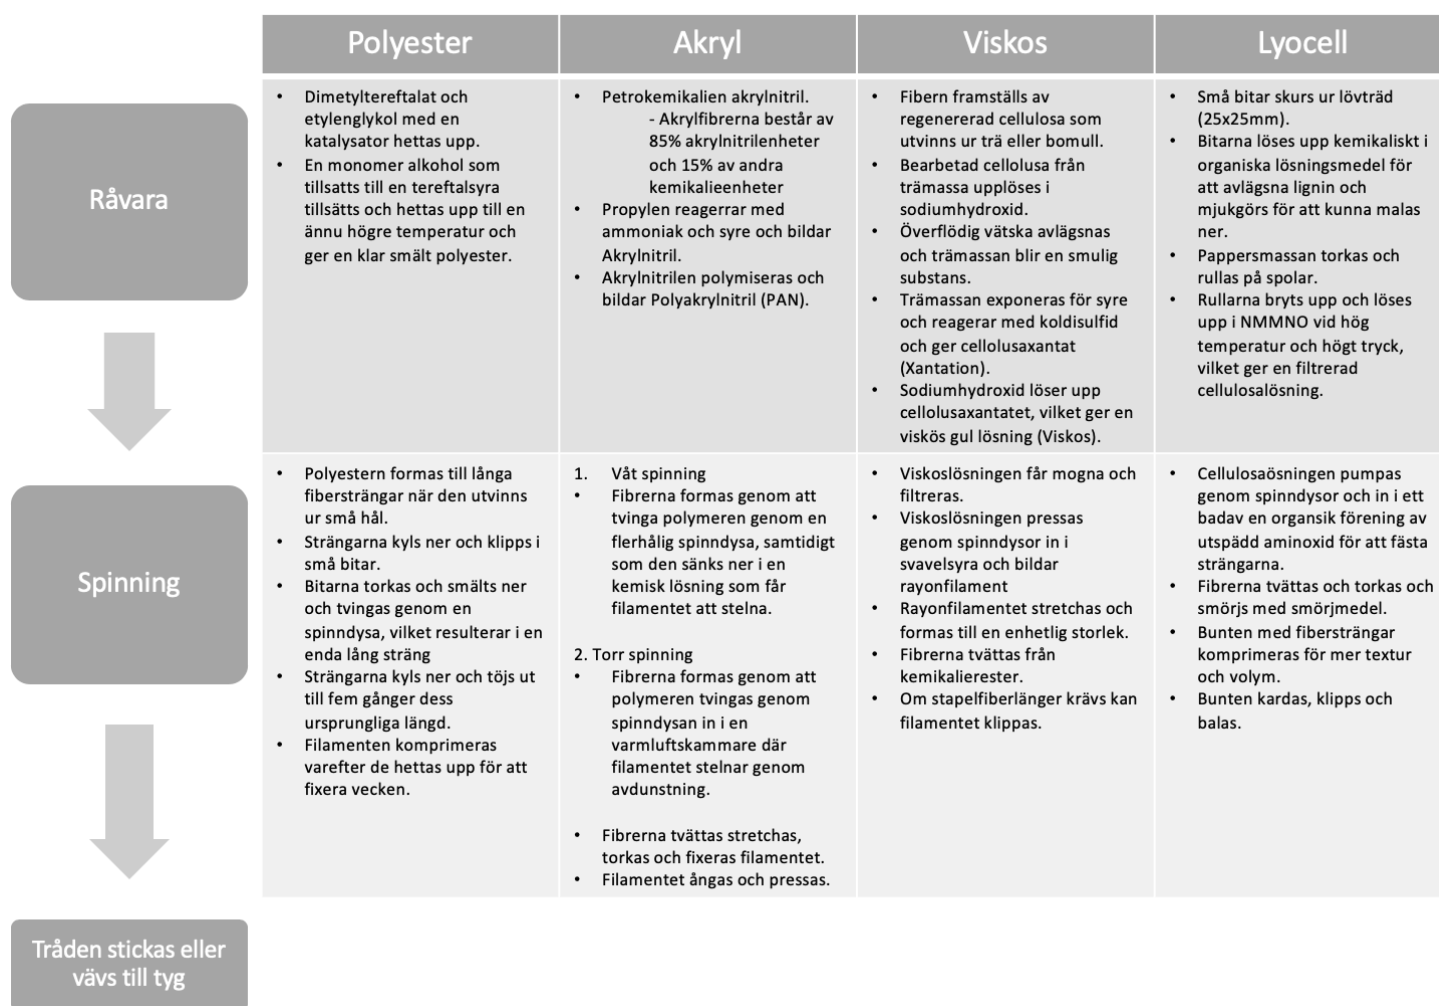 Polyester
Akryl
Viskos
Lyocell
Råvara
• Dimetyltereftalat och
etylenglykol med en
katalysator hettas upp.
• En monomer alkohol som
tillsatts till en tereftalsyra
tillsätts och hettas upp till en
ännu högre temperatur och
ger en klar smält polyester.
• Petrokemikalien akrylnitril.
- Akrylfibrerna består av
85% akrylnitrilenheter
och 15% av andra
kemikalieenheter
• Propylen reagerrar med
ammoniak och syre och bildar
Akrylnitril.
• Akrylnitrilen polymiseras och
bildar Polyakrylnitril (PAN).
• Fibern framställs av
regenererad cellulosa som
utvinns ur trä eller bomull.
• Bearbetad cellolusa från
trämassa upplöses i
sodiumhydroxid.
• Överflödig vätska avlägsnas
och trämassan blir en smulig
substans.
• Trämassan exponeras för syre
och reagerar med koldisulfid
och ger cellolusaxantat
(Xantation).
• Sodiumhydroxid löser upp
cellolusaxantatet, vilket ger en
viskös gul lösning (Viskos).
• Små bitar skurs ur lövträd
(25x25mm).
• Bitarna löses upp kemikaliskt i
organiska lösningsmedel för
att avlägsna lignin och
mjukgörs för att kunna malas
ner.
• Pappersmassan torkas och
rullas på spolar.
• Rullarna bryts upp och löses
upp i NMMNO vid hög
temperatur och högt tryck,
vilket ger en filtrerad
cellulosalösning.
Spinning
• Polyestern formas till långa
fibersträngar när den utvinns
ur små hål.
• Strängarna kyls ner och klipps i
små bitar.
• Bitarna torkas och smälts ner
och tvingas genom en
spinndysa, vilket resulterar i en
enda lång sträng
• Strängarna kyls ner och töjs ut
till fem gånger dess
ursprungliga längd.
• Filamenten komprimeras
varefter de hettas upp för att
fixera vecken.
1. Våt spinning
• Fibrerna formas genom att
tvinga polymeren genom en
flerhålig spinndysa, samtidigt
som den sänks ner i en
kemisk lösning som får
filamentet att stelna.
2. Torr spinning
• Fibrerna formas genom att
polymeren tvingas genom
spinndysan in i en
varmluftskammare där
filamentet stelnar genom
avdunstning.
• Fibrerna tvättas stretchas,
torkas och fixeras filamentet.
• Filamentet ångas och pressas.
• Viskoslösningen får mogna och
filtreras.
• Viskoslösningen pressas
genom spinndysor in i
svavelsyra och bildar
rayonfilament
• Rayonfilamentet stretchas och
formas till en enhetlig storlek.
• Fibrerna tvättas från
kemikalierester.
• Om stapelfiberlänger krävs kan
filamentet klippas.
• Cellulosaösningen pumpas
genom spinndysor och in i ett
badav en organsik förening av
utspädd aminoxid för att fästa
strängarna.
• Fibrerna tvättas och torkas och
smörjs med smörjmedel.
• Bunten med fibersträngar
komprimeras för mer textur
och volym.
• Bunten kardas, klipps och
balas.
Tråden stickas eller
vävs till tyg